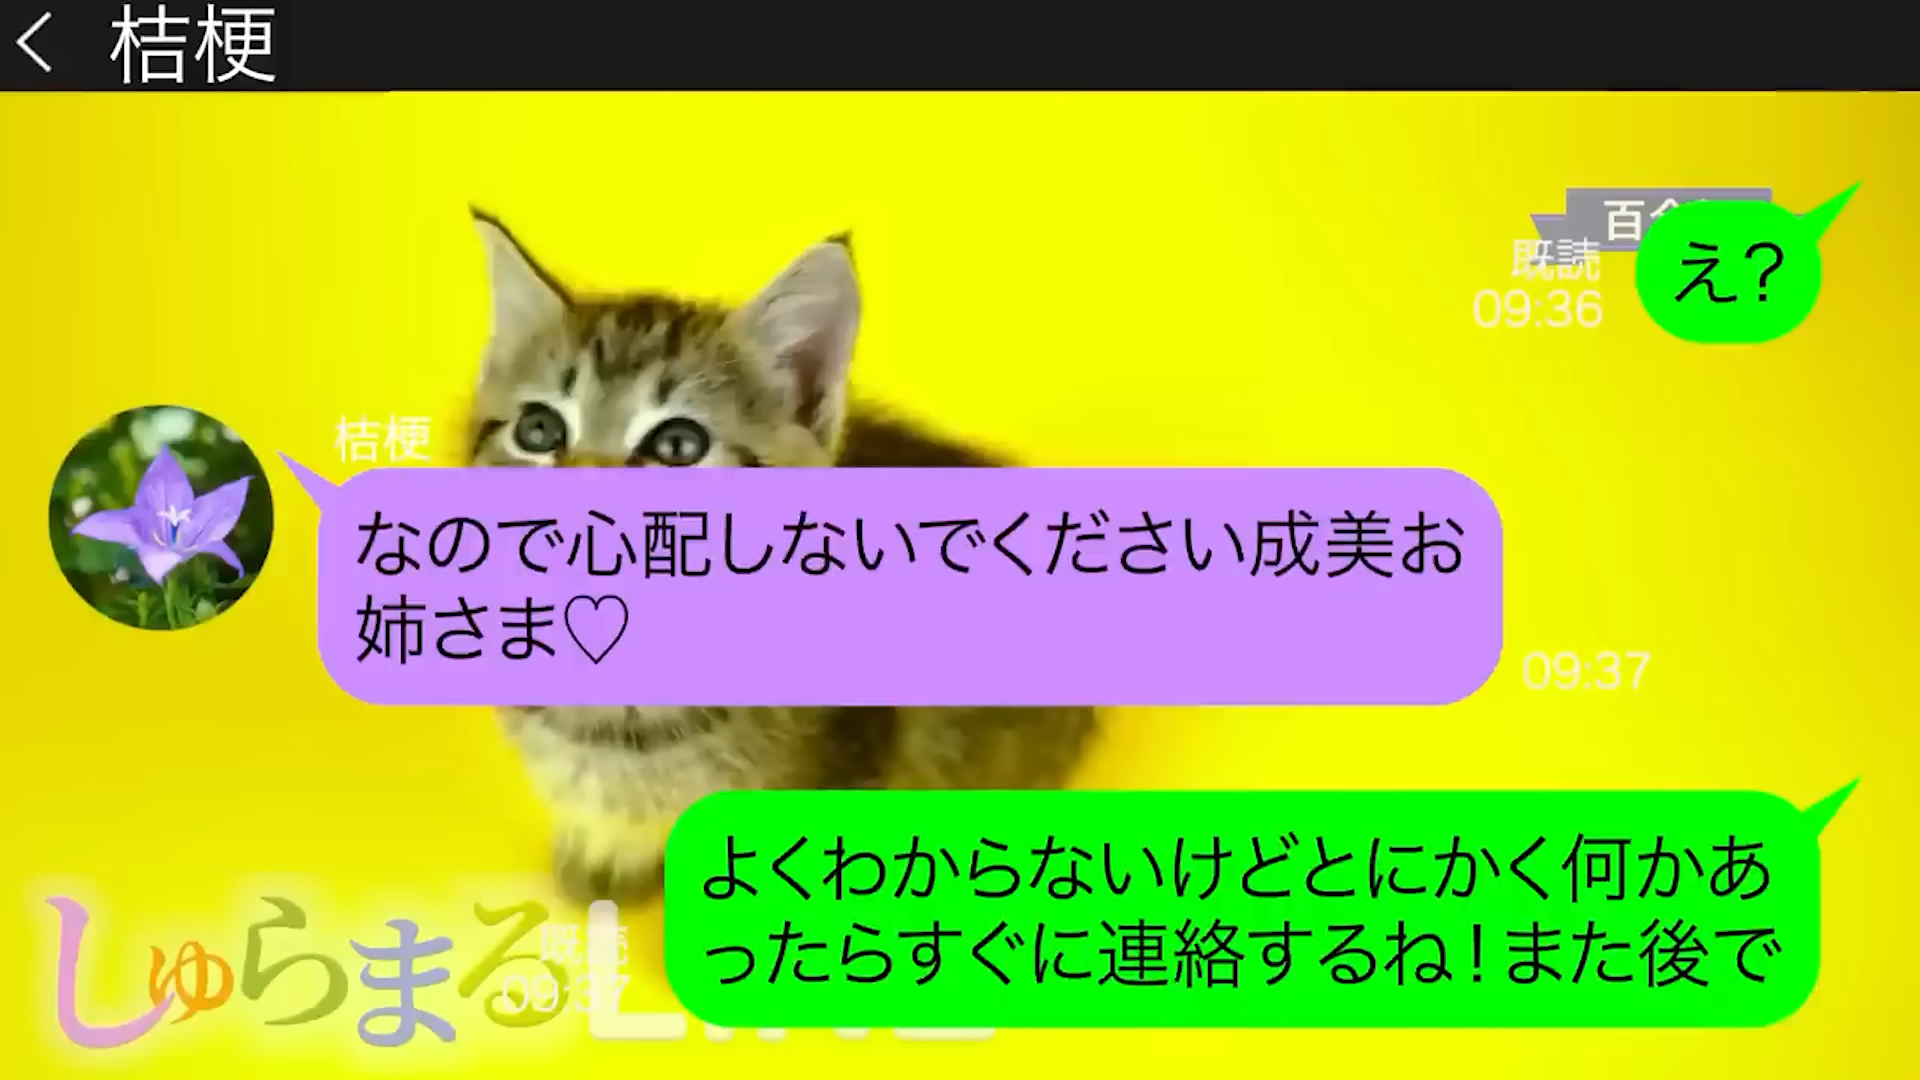 桔梗
百合
既読
09:36
え?
桔梗
なので心配しないでください成美お
姉さま♡
09:37
よくわからないけどとにかく何かあ
ったらすぐに連絡するね！また後で
既読
09:37
しゅらまる